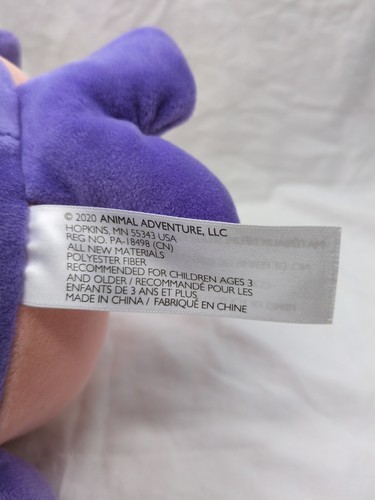 © 2020 ANIMAL ADVENTURE, LLC
HOPKINS, MN 55343 USA
REG NO. PA-18498 (CN)
ALL NEW MATERIALS
POLYESTER FIBER
RECOMMENDED FOR CHILDREN AGES 3
AND OLDER / RECOMMANDÉ POUR LES
ENFANTS DE 3 ANS ET PLUS
MADE IN CHINA / FABRIQUÉ EN CHINE